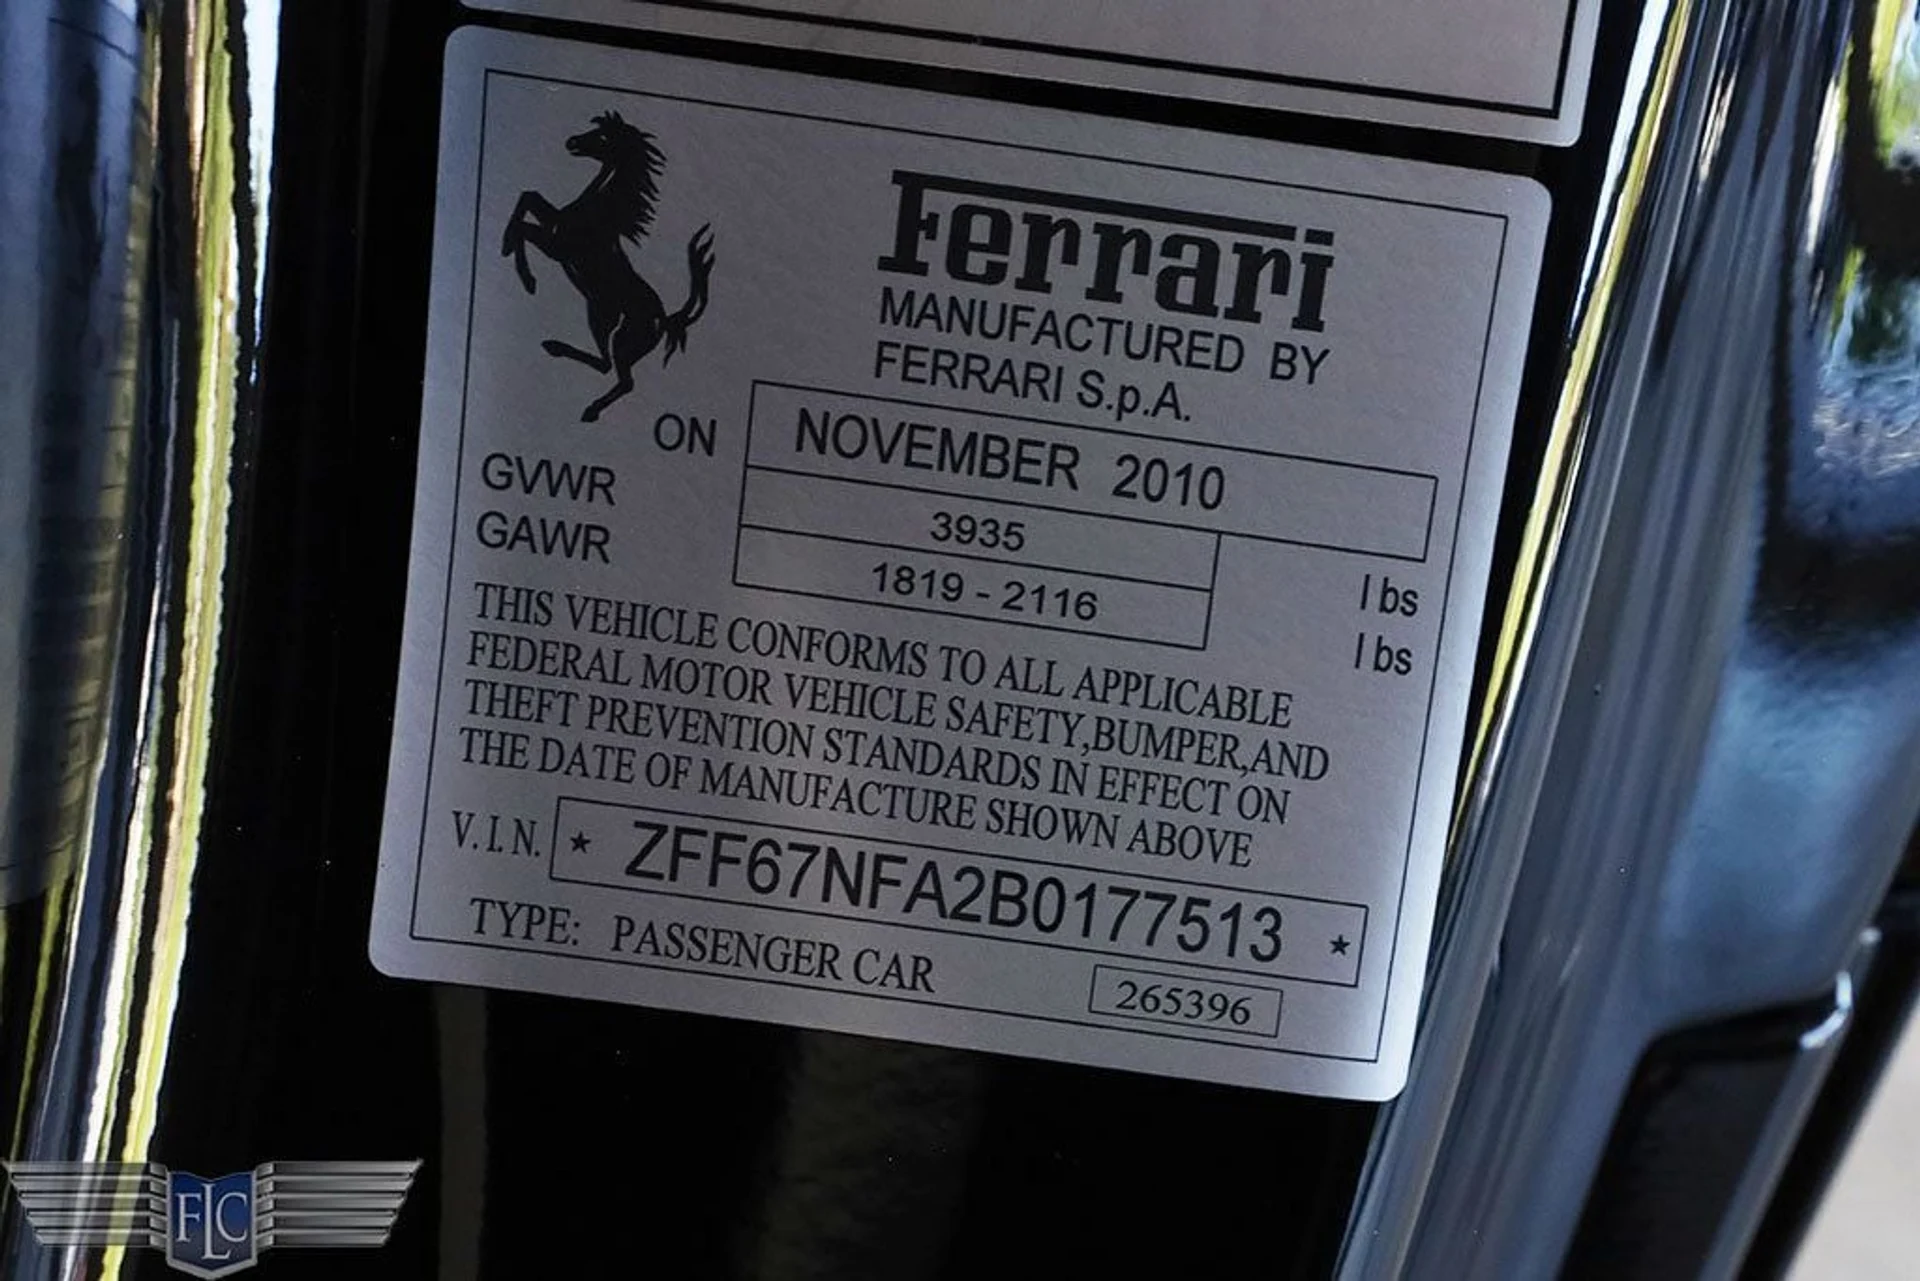 Ferrari
MANUFACTURED BY
FERRARI S.p.A.
ON NOVEMBER 2010
GVWR 3935 lbs
GAWR 1819 - 2116 lbs
THIS VEHICLE CONFORMS TO ALL APPLICABLE
FEDERAL MOTOR VEHICLE SAFETY,BUMPER,AND
THEFT PREVENTION STANDARDS IN EFFECT ON
THE DATE OF MANUFACTURE SHOWN ABOVE
V.I.N. ★ ZFF67NFA2B0177513 ★
TYPE: PASSENGER CAR 265396
FLC